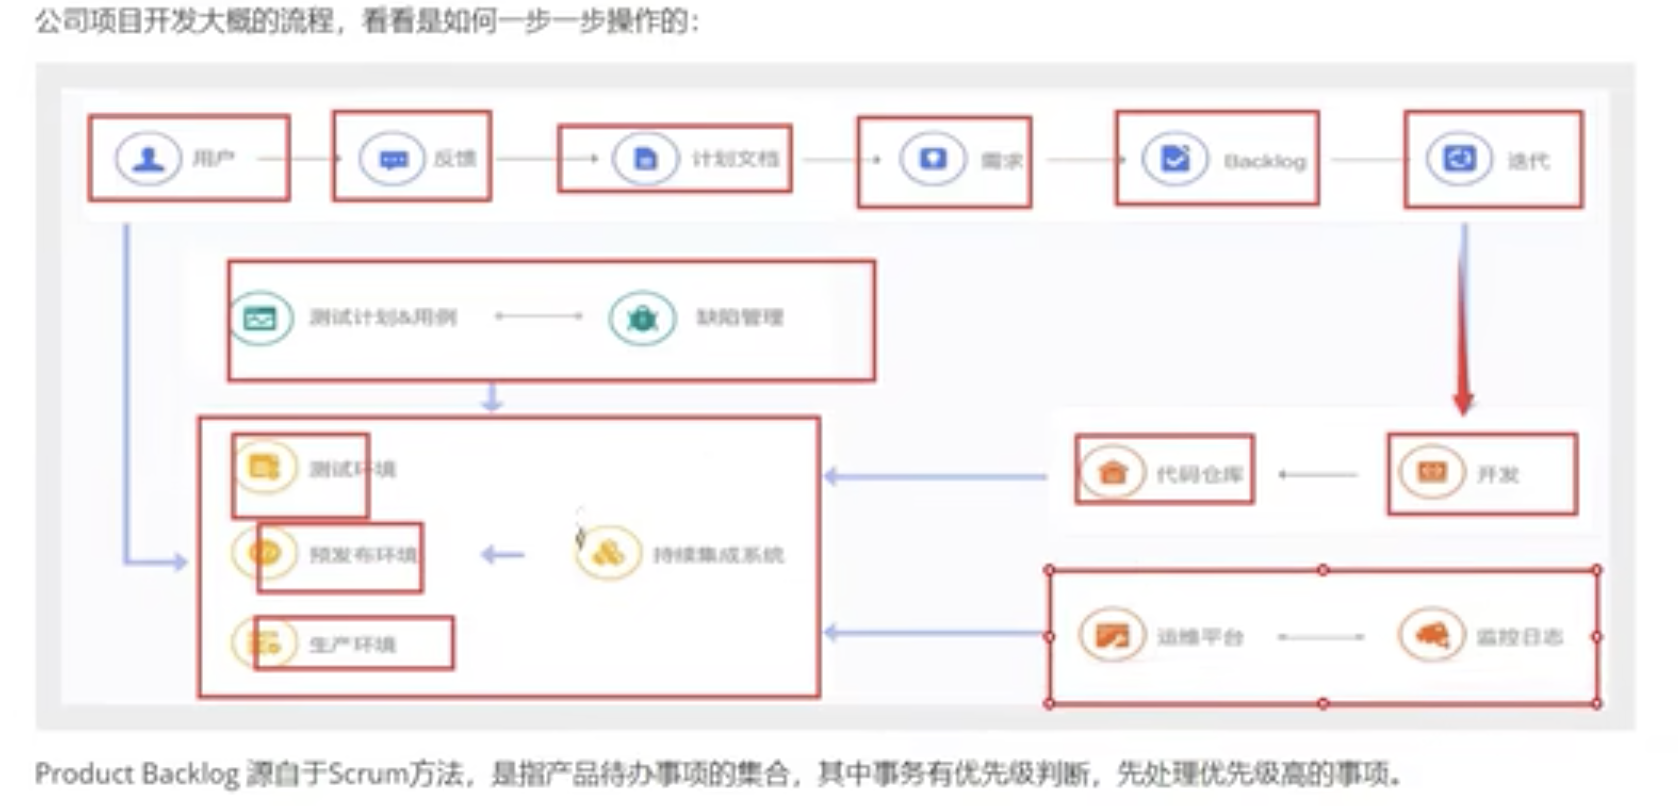 公司项目开发大概的流程，看看是如何一步一步操作的：
用户 反馈 计划文档 需求 Backlog 迭代
测试计划&用例 缺陷管理
测试环境 代码仓库 开发
预发布环境 持续集成系统
生产环境 运维平台 监控日志
Product Backlog 源自于Scrum方法，是指产品待办事项的集合，其中事务有优先级判断，先处理优先级高的事项。